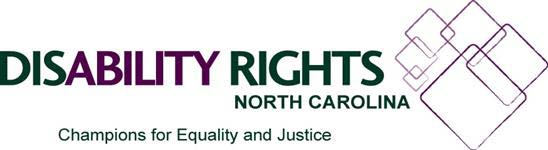 DISABILITY RIGHTS
NORTH CAROLINA
Champions for Equality and Justice